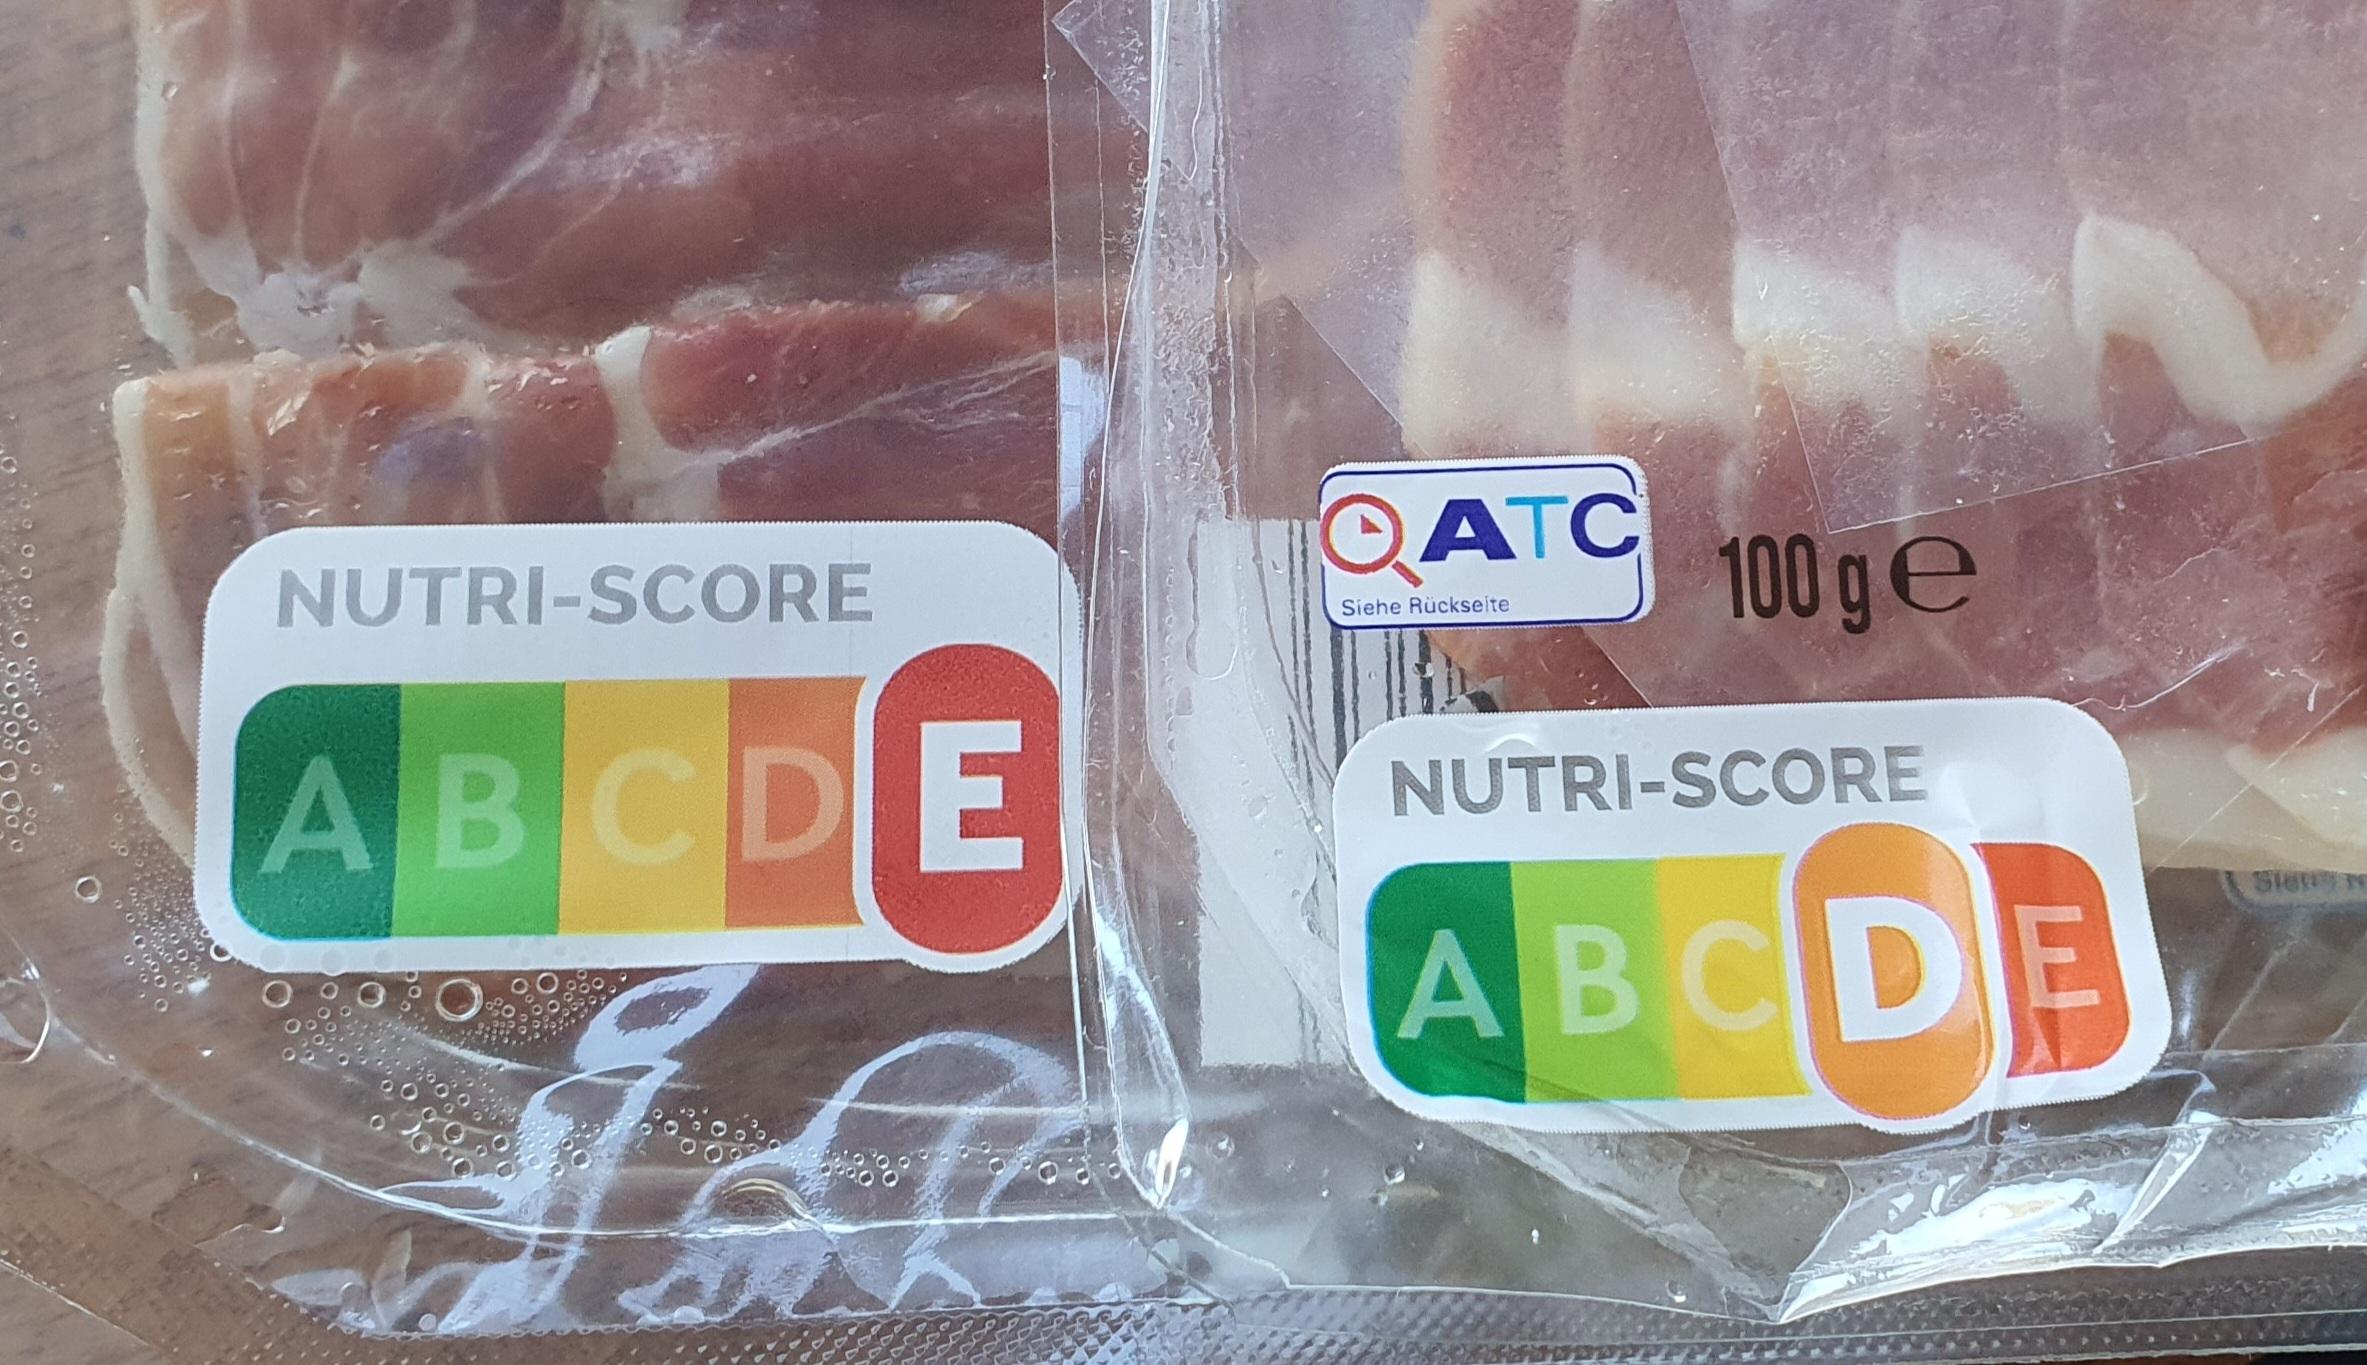 NUTRI-SCORE
A B C D E
ATC
Siehe Rückseite
100 g e
NUTRI-SCORE
A B C D E